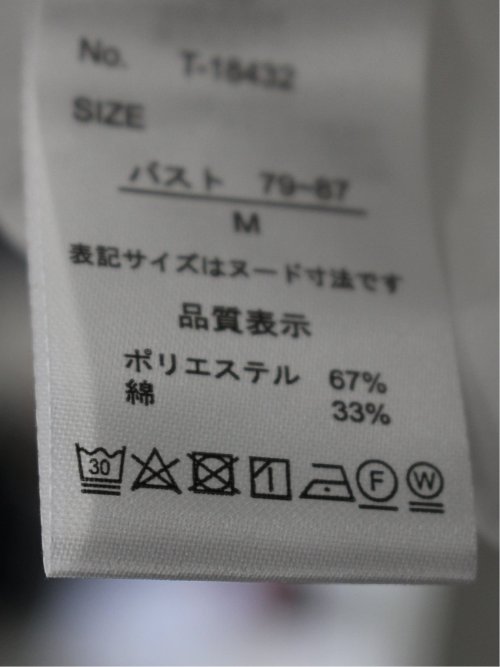 No. T-18432
SIZE
バスト 79-87
M
表記サイズはヌード寸法です
品質表示
ポリエステル 67%
綿 33%
30 F W